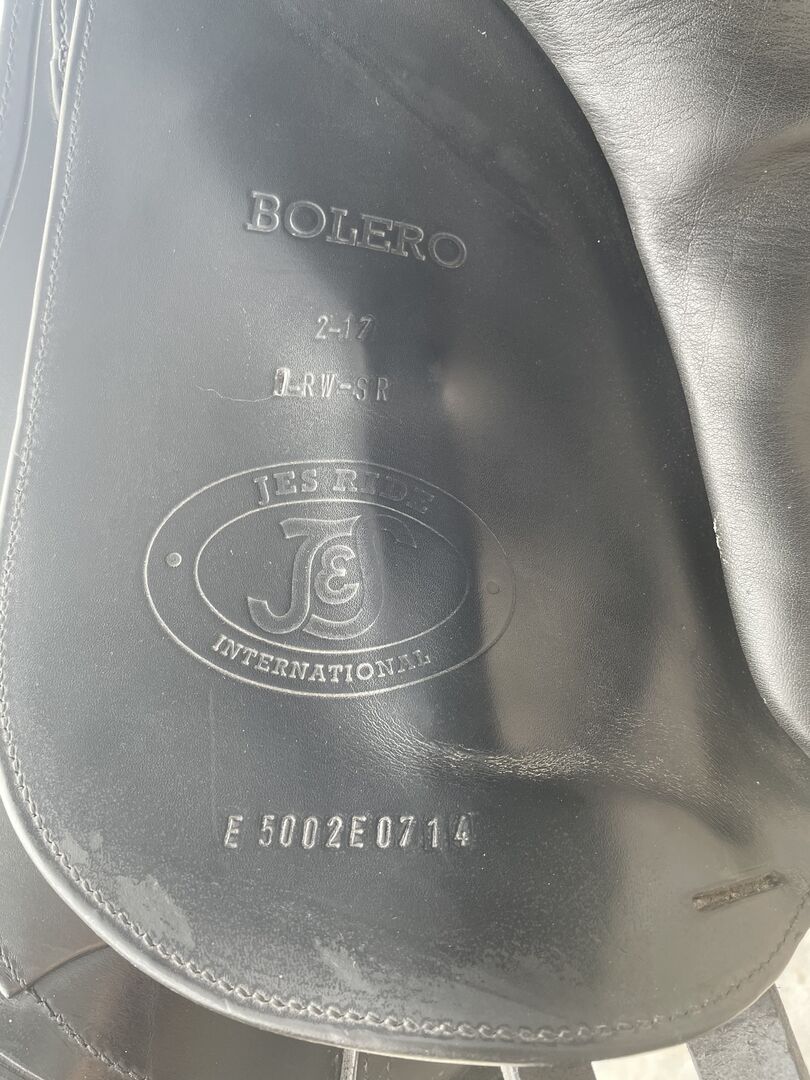 BOLERO
2-17
J-RW-SR
JES RIDE
J&S
INTERNATIONAL
E 5002E0714